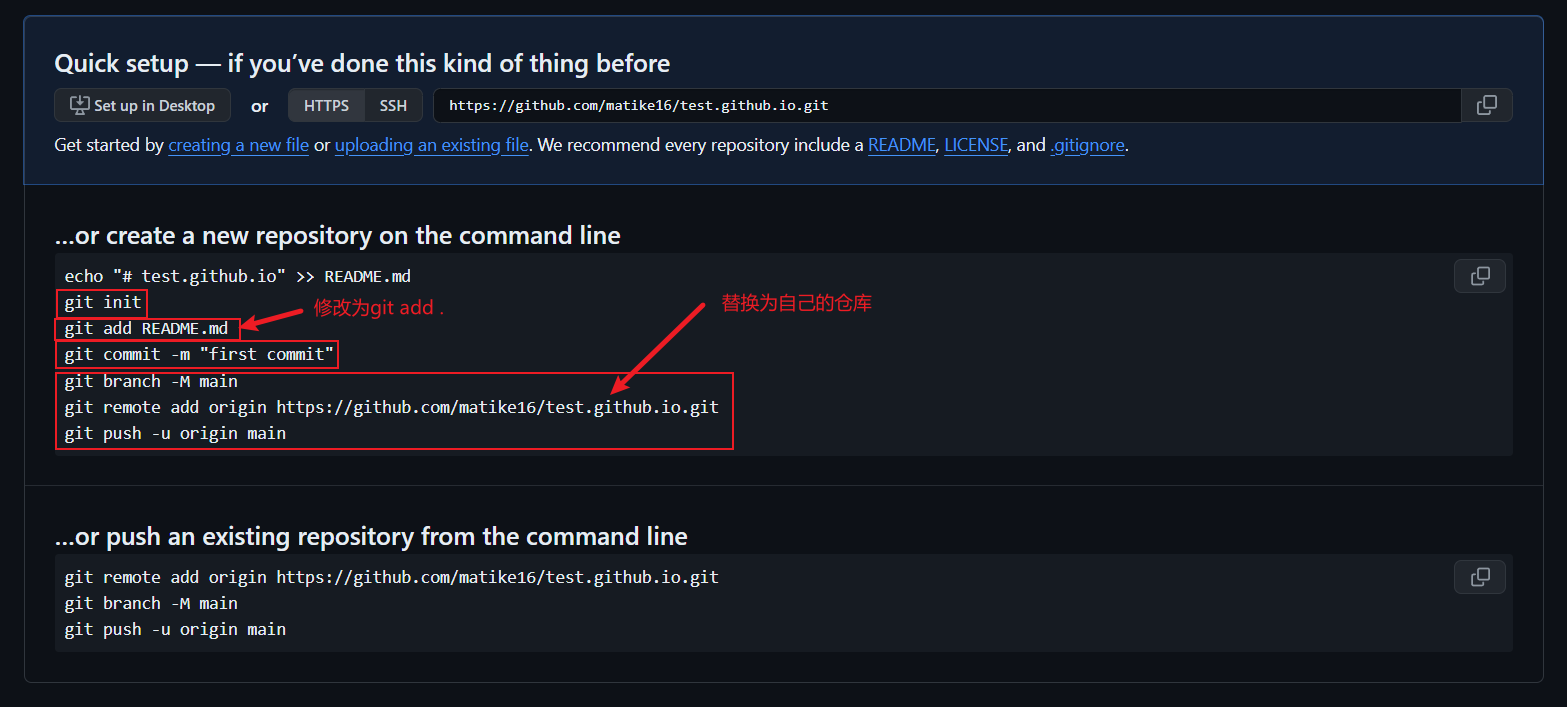 Quick setup — if you’ve done this kind of thing before
Set up in Desktop or HTTPS SSH https://github.com/matike16/test.github.io.git
Get started by creating a new file or uploading an existing file. We recommend every repository include a README, LICENSE, and .gitignore.
…or create a new repository on the command line
echo "# test.github.io" >> README.md
git init
修改为git add .
替换为自己的仓库
git add README.md
git commit -m "first commit"
git branch -M main
git remote add origin https://github.com/matike16/test.github.io.git
git push -u origin main
…or push an existing repository from the command line
git remote add origin https://github.com/matike16/test.github.io.git
git branch -M main
git push -u origin main